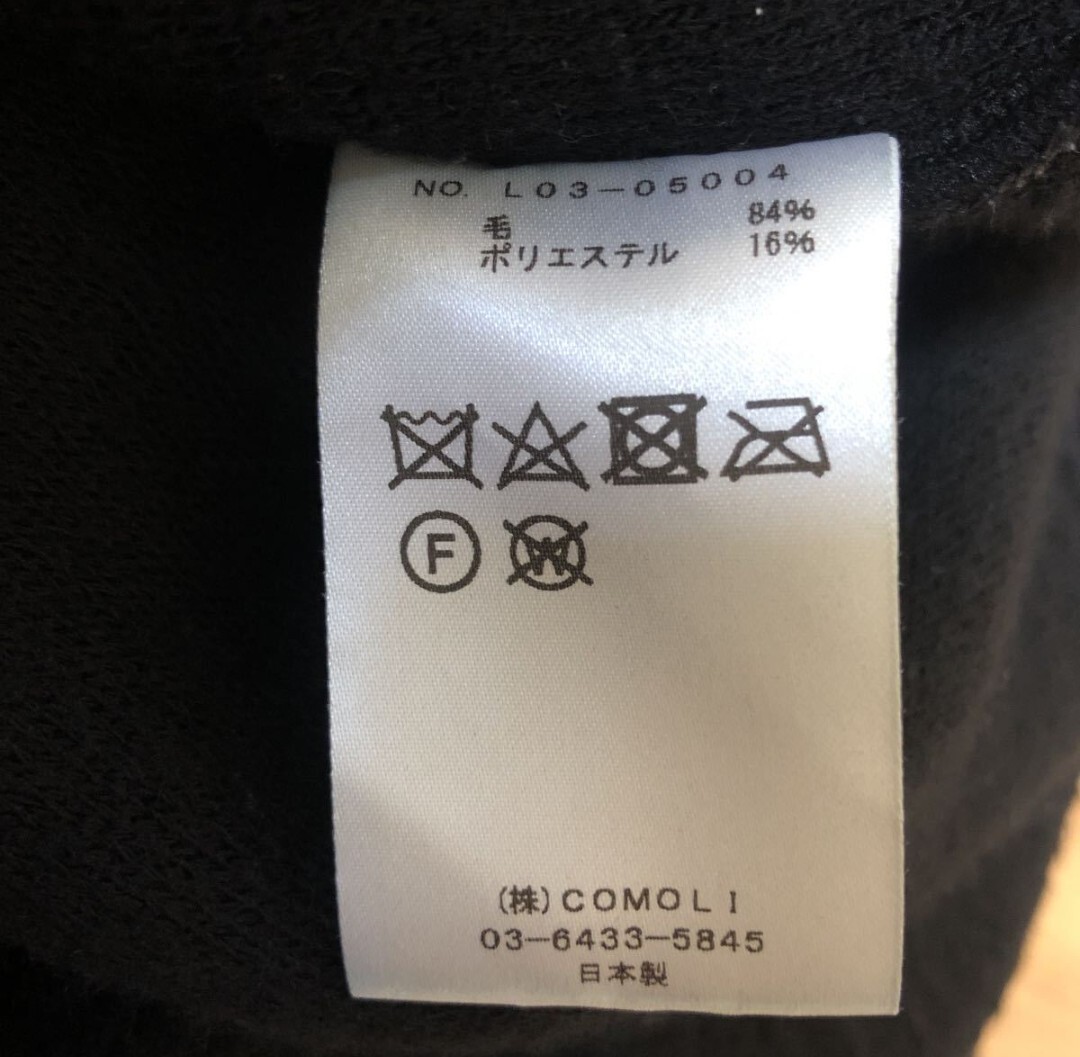 NO. L03-05004
毛 84%
ポリエステル 16%
F
W
(株)COMOLI
03-6433-5845
日本製